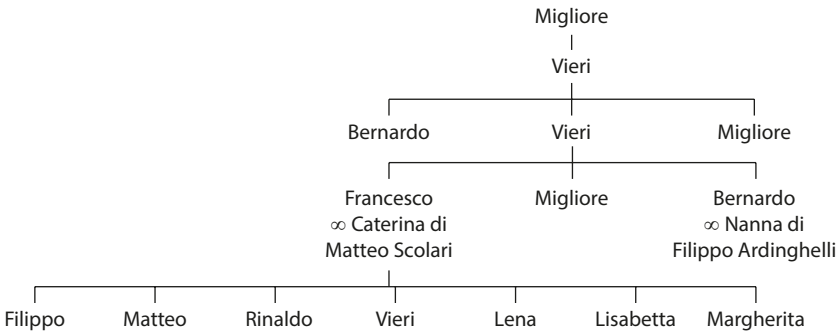 Migliore
Vieri
Bernardo Vieri Migliore
Francesco Migliore Bernardo
∞ Caterina di ∞ Nanna di
Matteo Scolari Filippo Ardinghelli
Filippo Matteo Rinaldo Vieri Lena Lisabetta Margherita